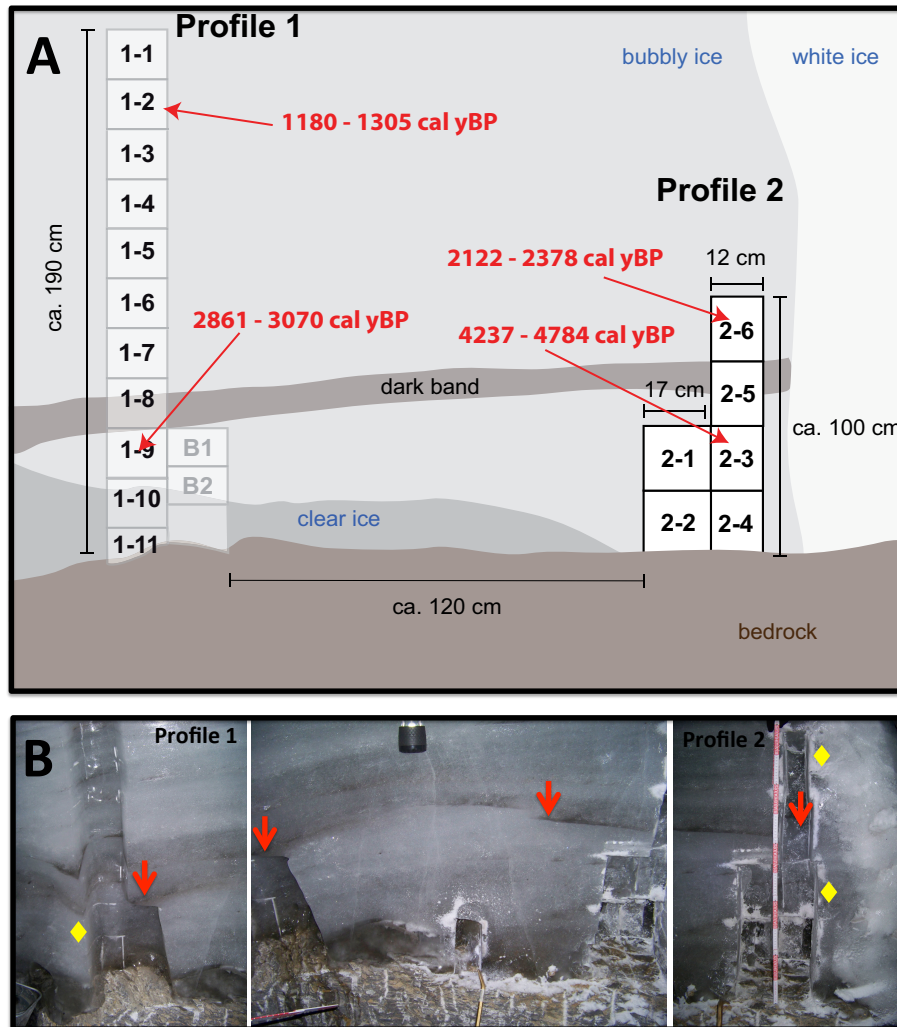 A
Profile 1
bubbly ice
white ice
1-1
1-2
1180 - 1305 cal yBP
1-3
1-4
Profile 2
1-5
2122 - 2378 cal yBP
12 cm
ca. 190 cm
1-6
2861 - 3070 cal yBP
2-6
4237 - 4784 cal yBP
1-7
dark band
17 cm
2-5
1-8
ca. 100 cm
1-9
B1
2-1
2-3
B2
1-10
clear ice
2-2
2-4
1-11
ca. 120 cm
bedrock
B
Profile 1
Profile 2